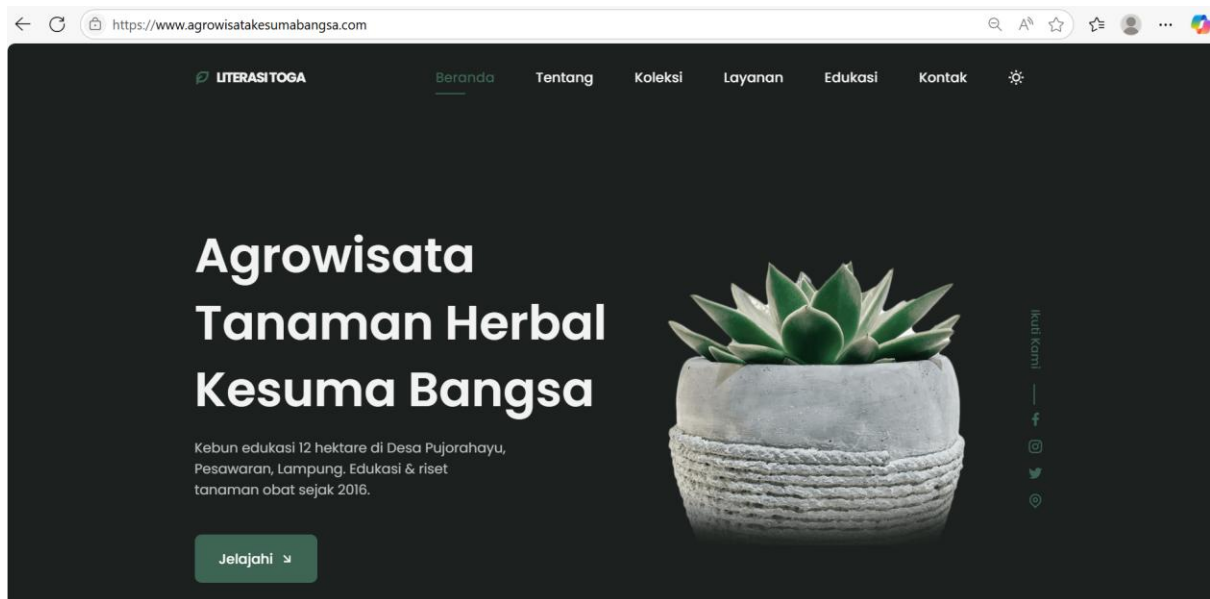 https://www.agrowisatakesumabangsa.com
LITERASI TOGA
Beranda
Tentang
Koleksi
Layanan
Edukasi
Kontak
Agrowisata
Tanaman Herbal
Kesuma Bangsa
Kebun edukasi 12 hektare di Desa Pujorahayu,
Pesawaran, Lampung. Edukasi & riset
tanaman obat sejak 2016.
Jelajahi
Ikuti Kami